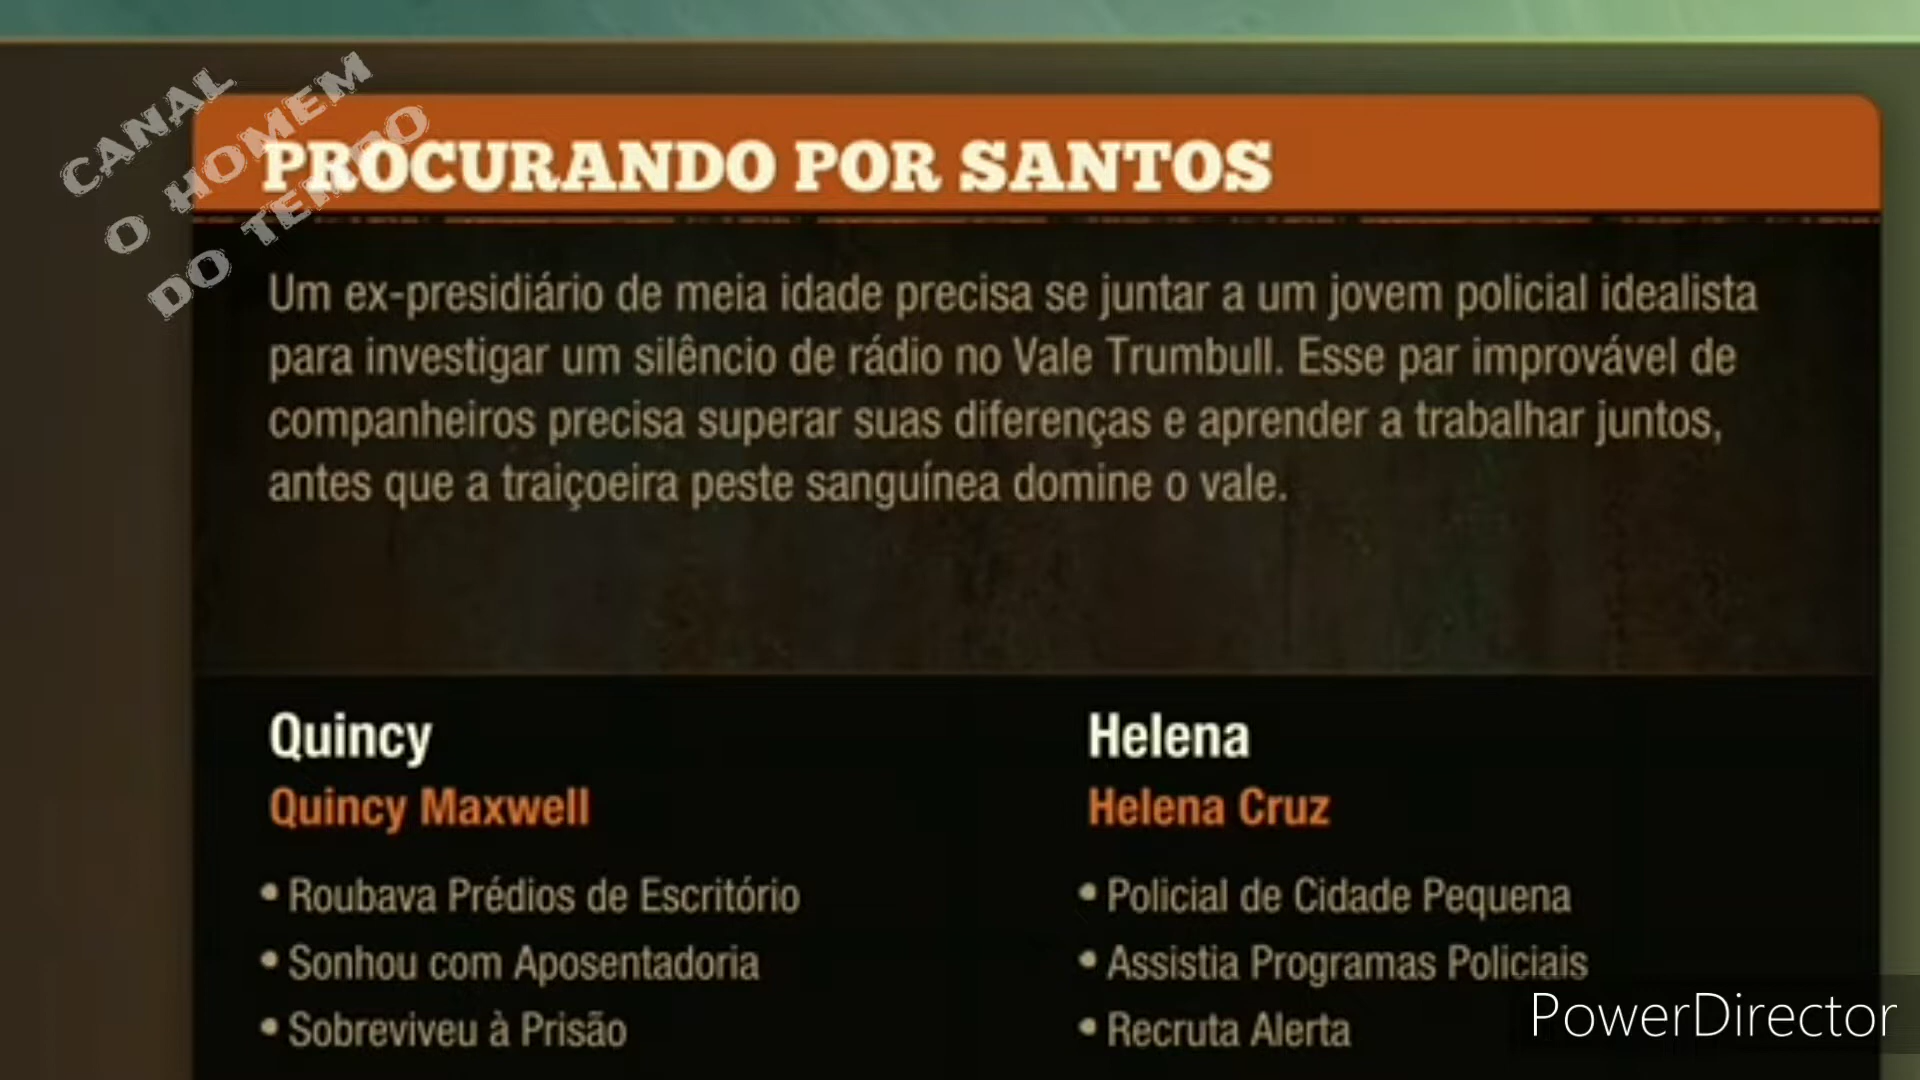 CANAL
O HOMEM
DO TEMPO
PROCURANDO POR SANTOS
Um ex-presidiário de meia idade precisa se juntar a um jovem policial idealista
para investigar um silêncio de rádio no Vale Trumbull. Esse par improvável de
companheiros precisa superar suas diferenças e aprender a trabalhar juntos,
antes que a traiçoeira peste sanguínea domine o vale.
Quincy
Quincy Maxwell
• Roubava Prédios de Escritório
• Sonhou com Aposentadoria
• Sobreviveu à Prisão
Helena
Helena Cruz
• Policial de Cidade Pequena
• Assistia Programas Policiais
• Recruta Alerta
PowerDirector